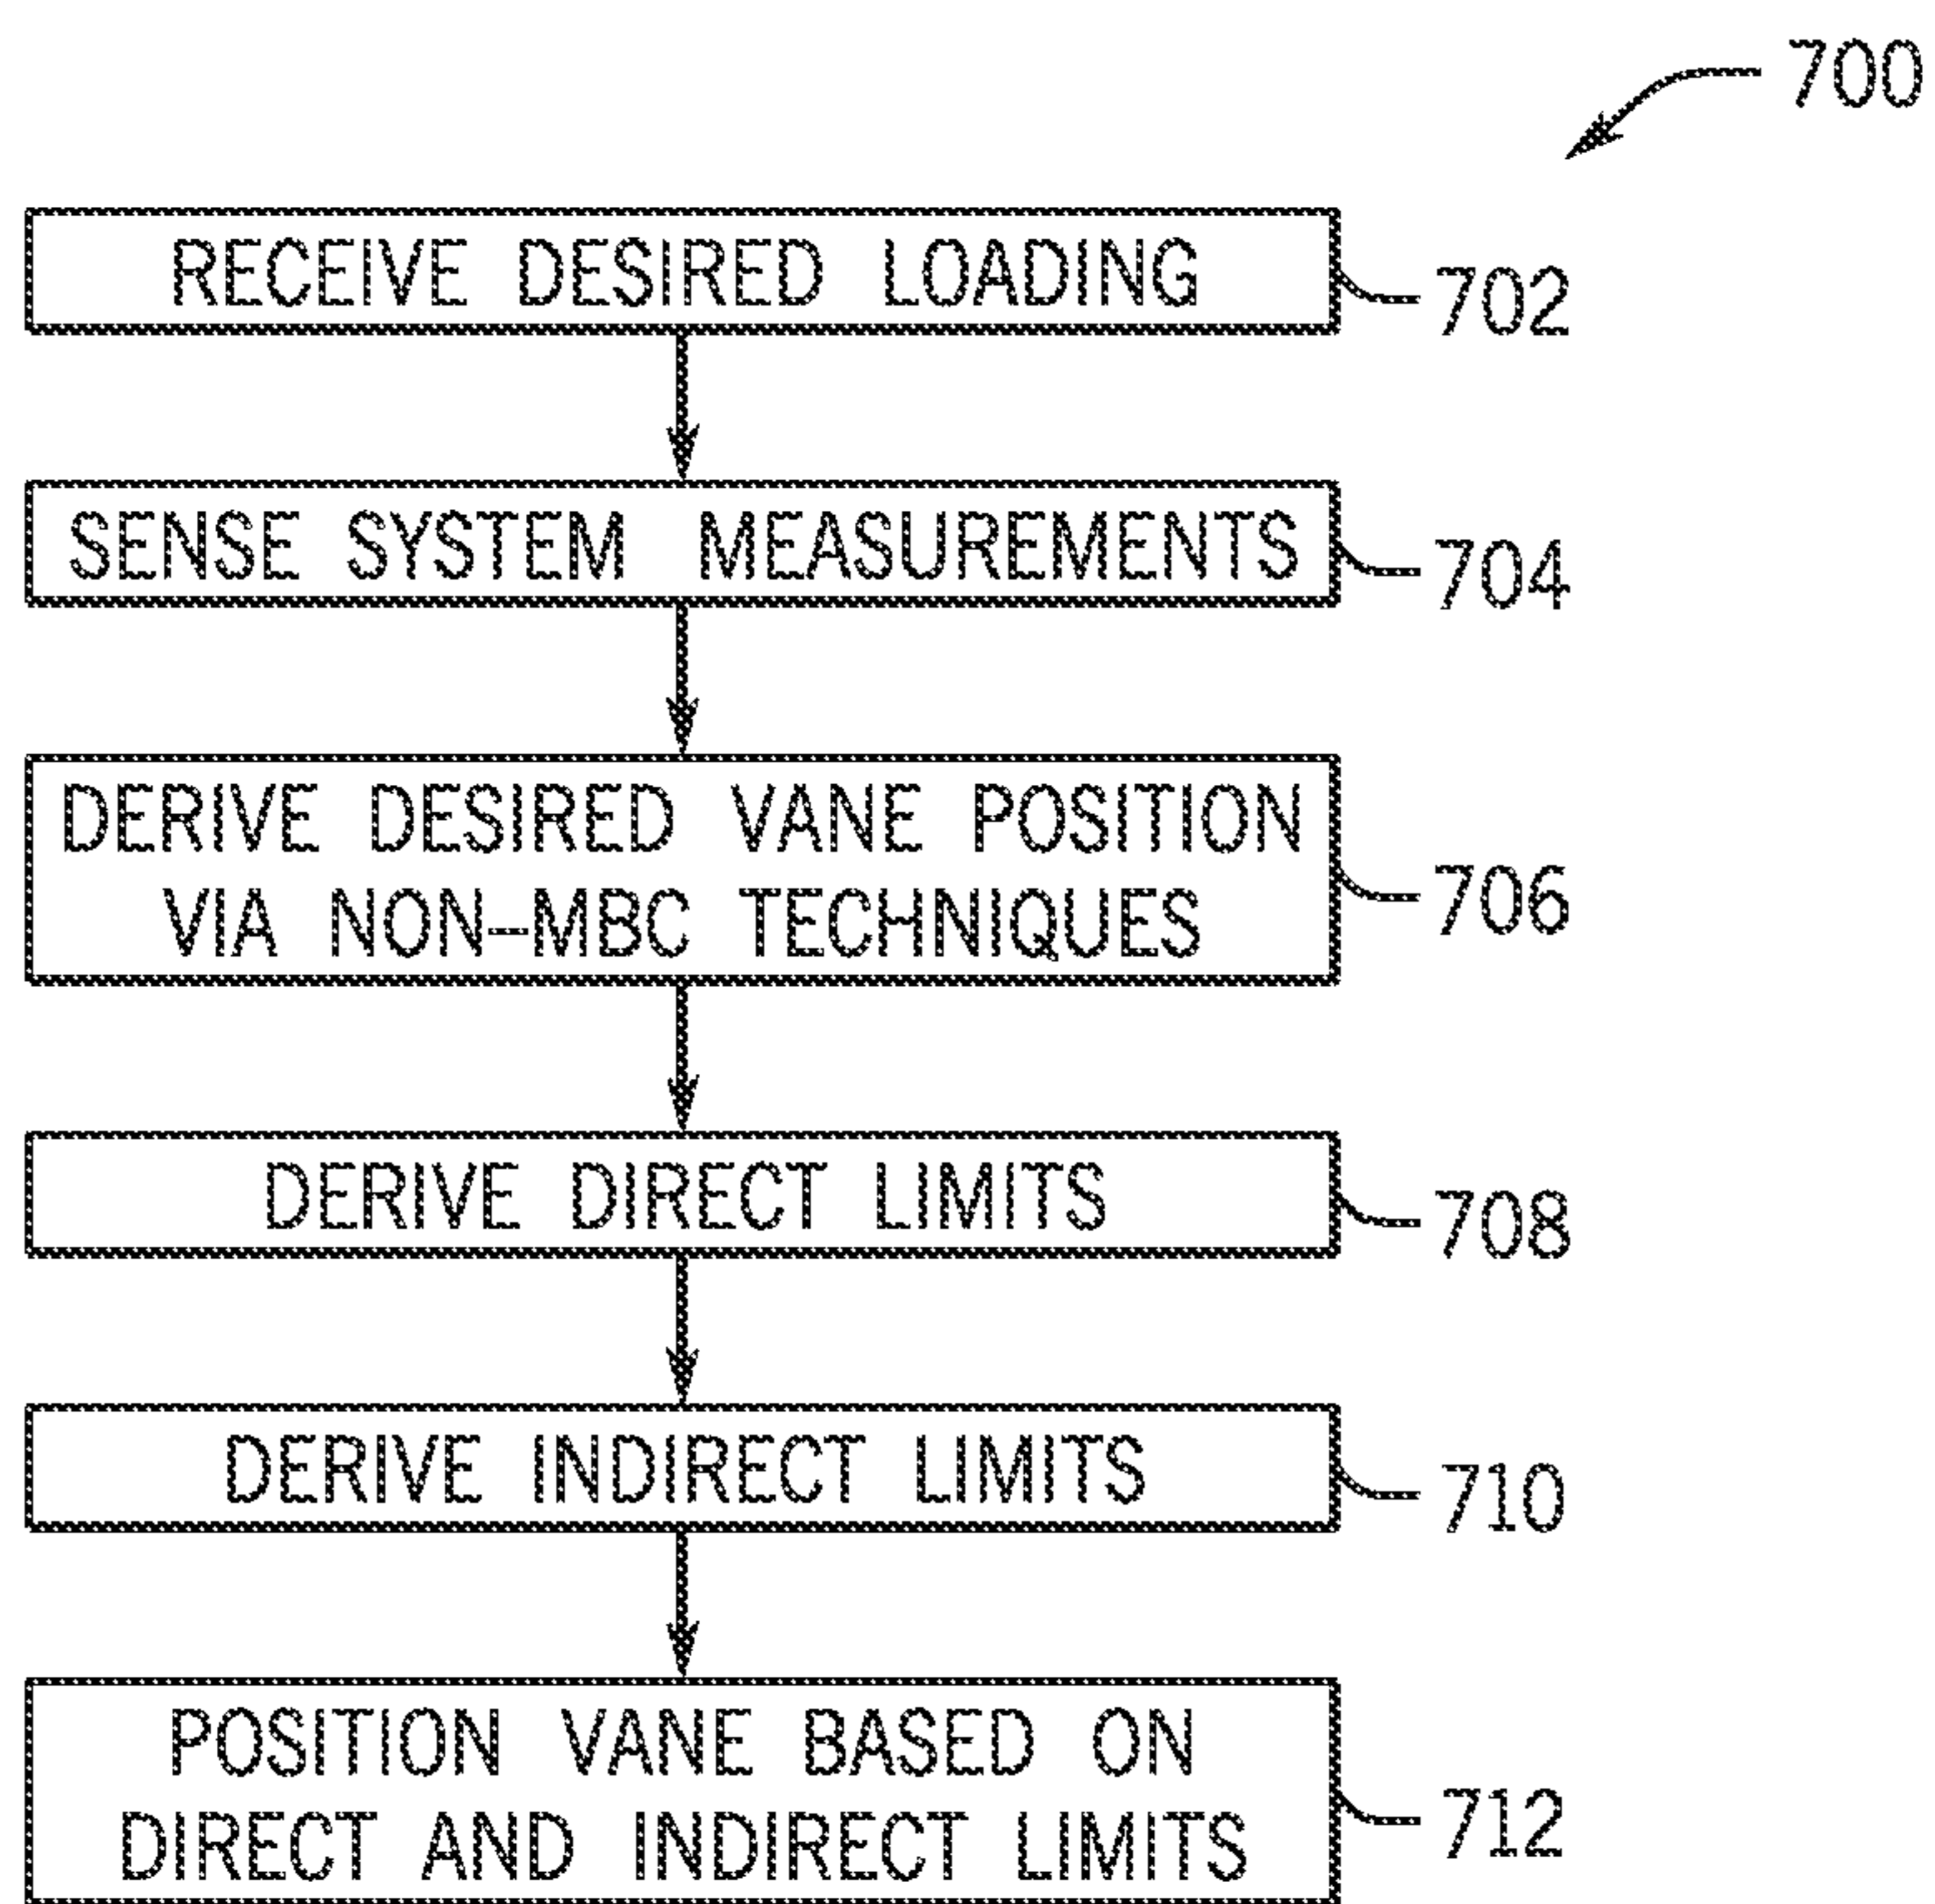 700
RECEIVE DESIRED LOADING
702
SENSE SYSTEM MEASUREMENTS
704
DERIVE DESIRED VANE POSITION
VIA NON-MBC TECHNIQUES
706
DERIVE DIRECT LIMITS
708
DERIVE INDIRECT LIMITS
710
POSITION VANE BASED ON
DIRECT AND INDIRECT LIMITS
712